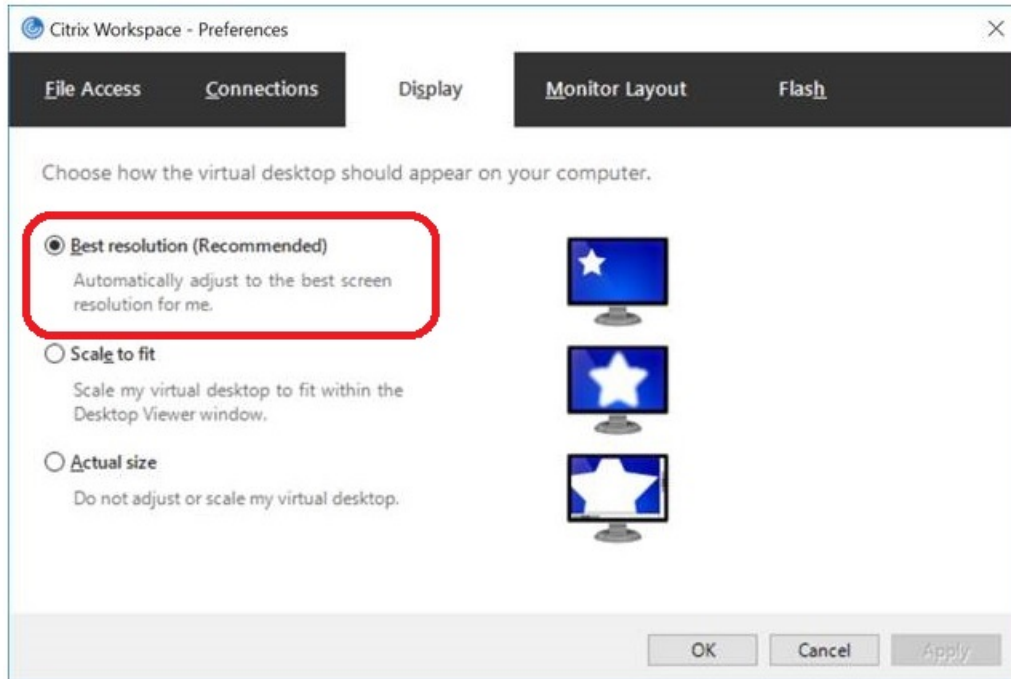 Citrix Workspace - Preferences
File Access Connections Display Monitor Layout Flash
Choose how the virtual desktop should appear on your computer.
Best resolution (Recommended)
Automatically adjust to the best screen
resolution for me.
Scale to fit
Scale my virtual desktop to fit within the
Desktop Viewer window.
Actual size
Do not adjust or scale my virtual desktop.
OK Cancel Apply